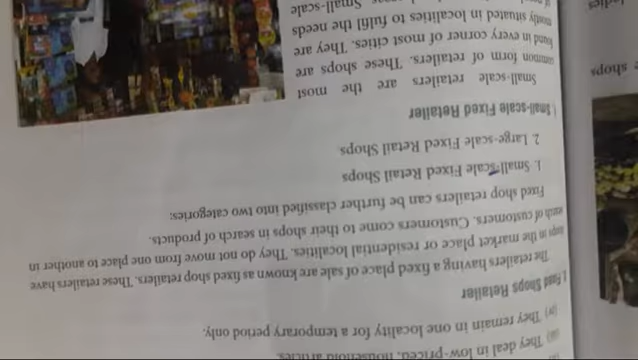 (iii) They deal in low-priced, household articles.
(iv) They remain in one locality for a temporary period only.
Fixed Shops Retailer
The retailers having a fixed place of sale are known as fixed shop retailers. These retailers have
in the market place or residential localities. They do not move from one place to another in
of customers. Customers come to their shops in search of products.
Fixed shop retailers can be further classified into two categories:
1. Small-scale Fixed Retail Shops
2. Large-scale Fixed Retail Shops
Small-scale Fixed Retailer
Small-scale retailers are the most
common form of retailers. These shops are
found in every corner of most cities. They are
mostly situated in localities to fulfil the needs
Small-scale
shops